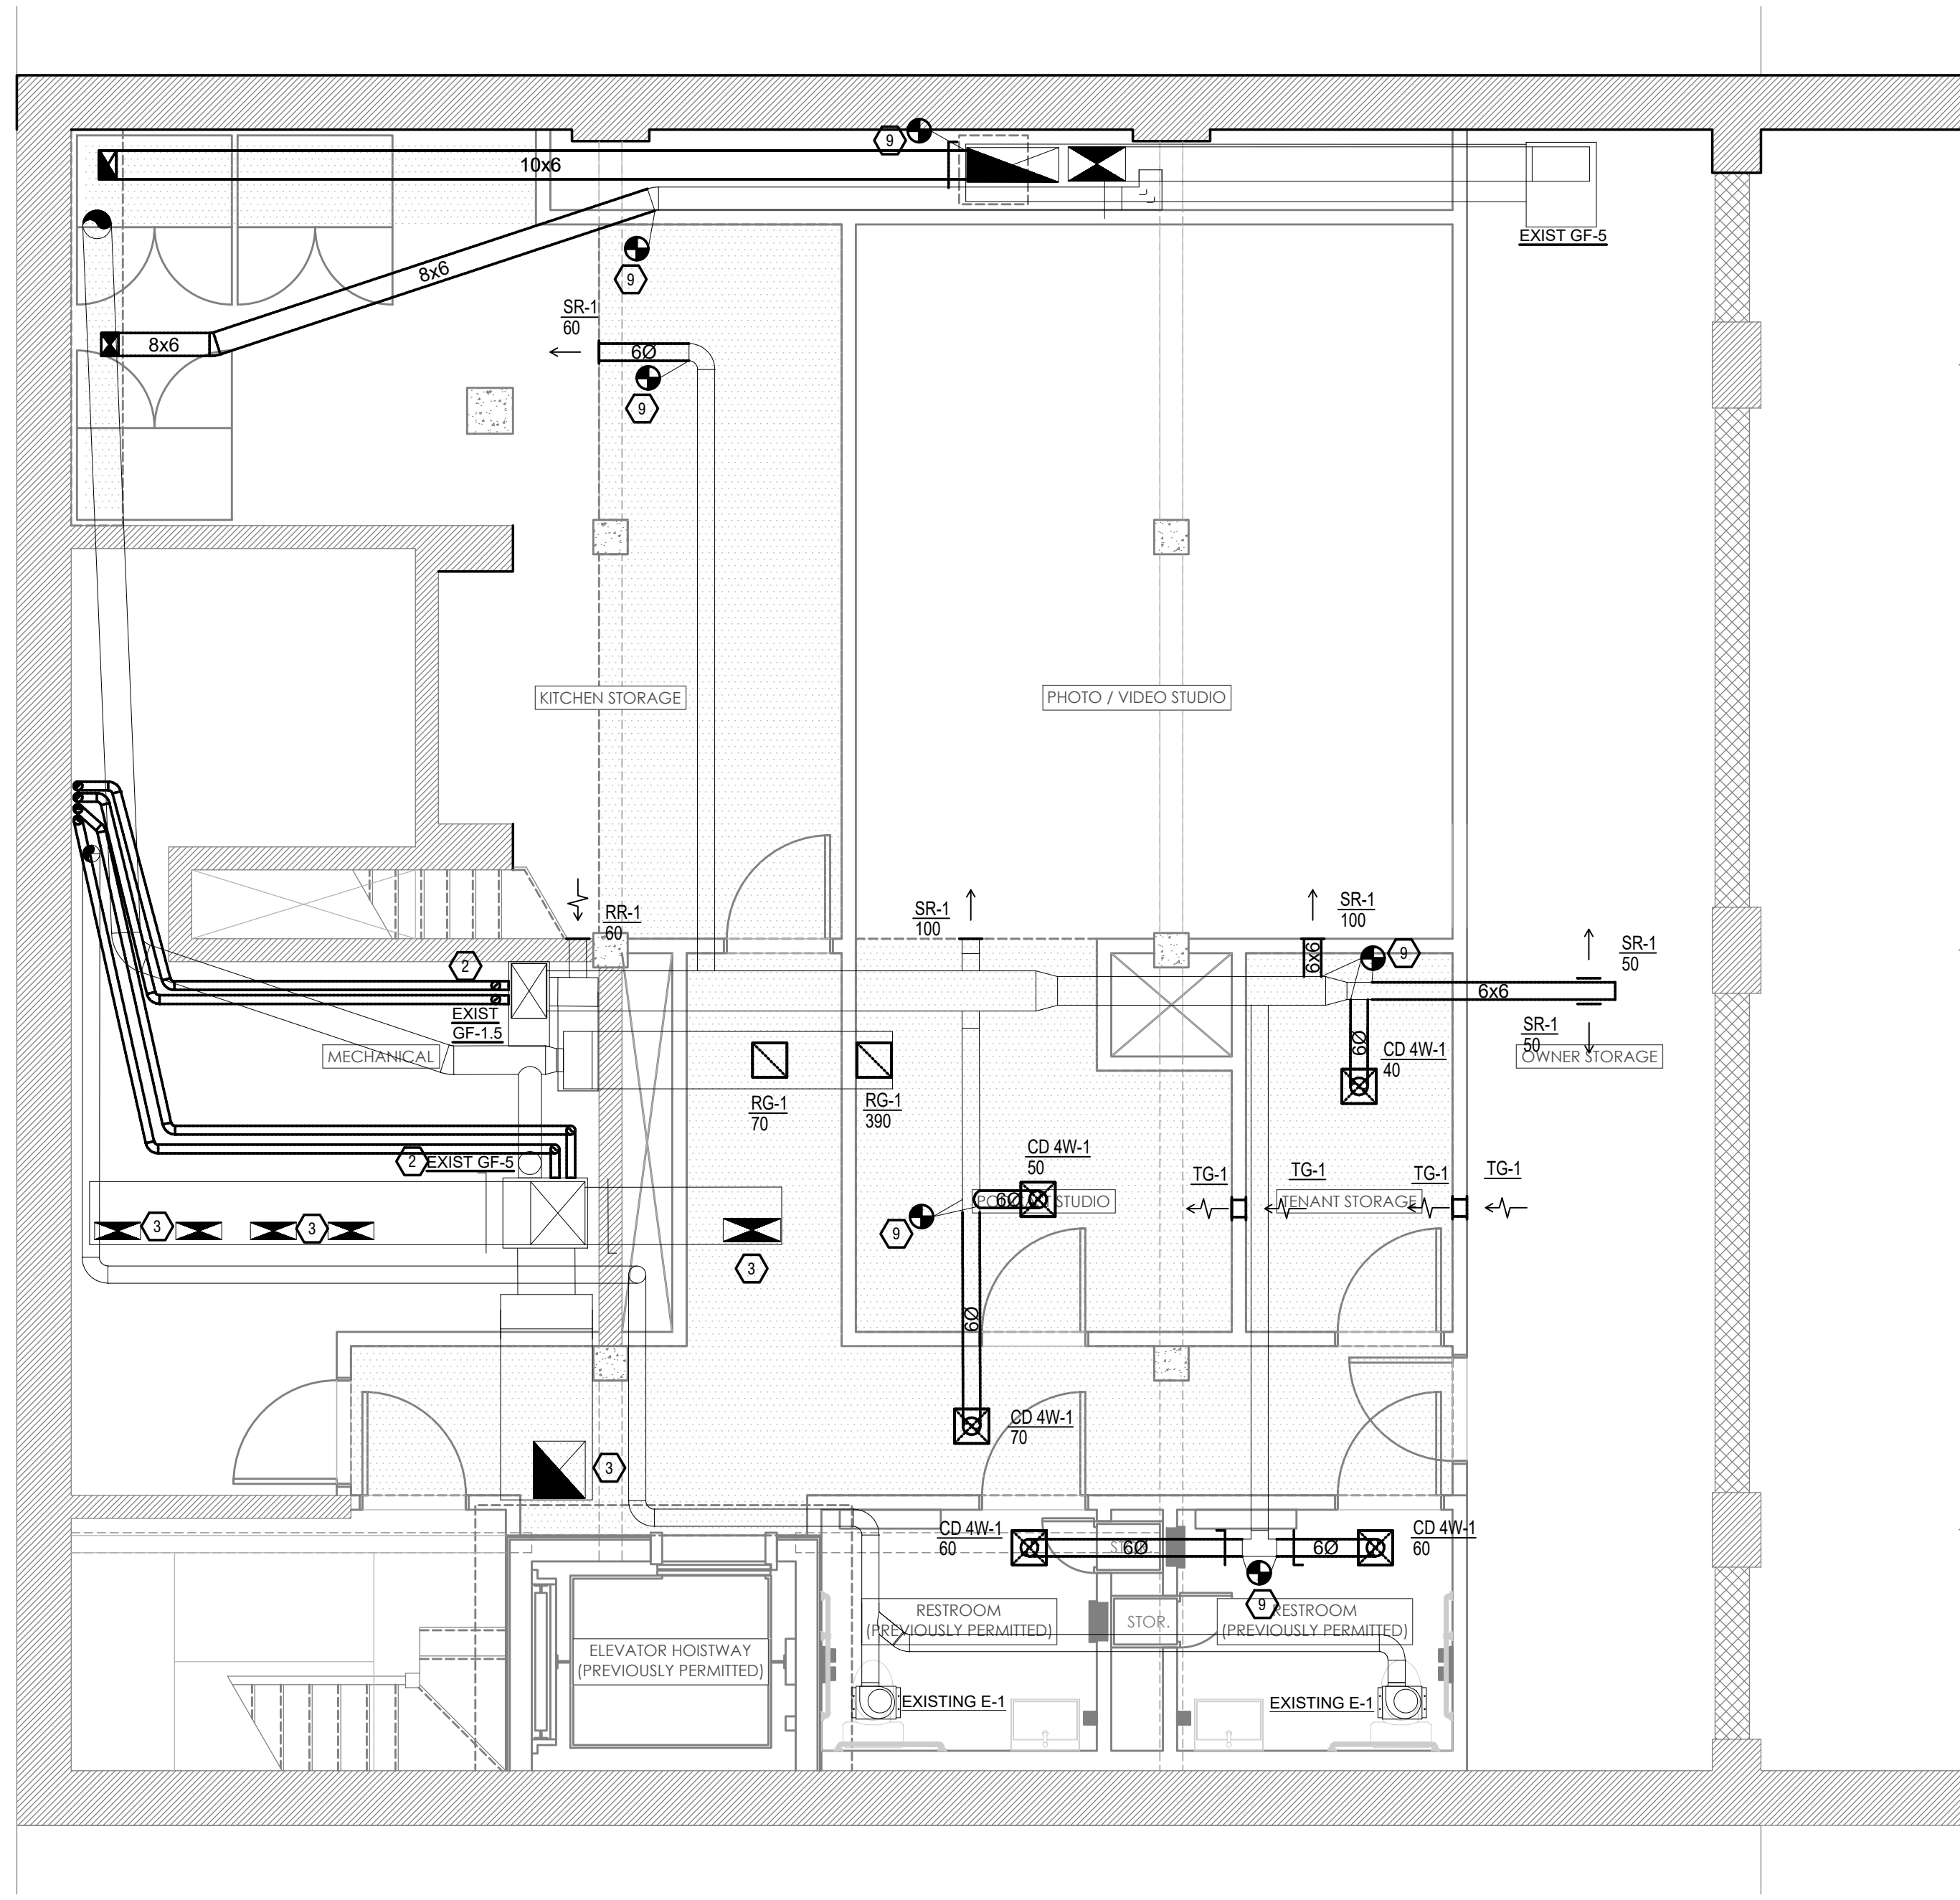 9
10x6
EXIST GF-5
8x6
9
SR-1
60
8x6
6Ø
9
KITCHEN STORAGE
PHOTO / VIDEO STUDIO
RR-1
60
SR-1
100
SR-1
100
SR-1
50
2
6x6
9
6x6
EXIST
GF-1.5
SR-1
50
MECHANICAL
OWNER STORAGE
6Ø
CD 4W-1
40
RG-1
70
RG-1
390
CD 4W-1
50
2
EXIST GF-5
TG-1
TG-1
TG-1
TG-1
6Ø
PODCAST STUDIO
TENANT STORAGE
3
3
9
3
6Ø
CD 4W-1
70
3
CD 4W-1
60
6Ø
6Ø
CD 4W-1
60
9
RESTROOM
(PREVIOUSLY PERMITTED)
STOR.
RESTROOM
(PREVIOUSLY PERMITTED)
ELEVATOR HOISTWAY
(PREVIOUSLY PERMITTED)
EXISTING E-1
EXISTING E-1